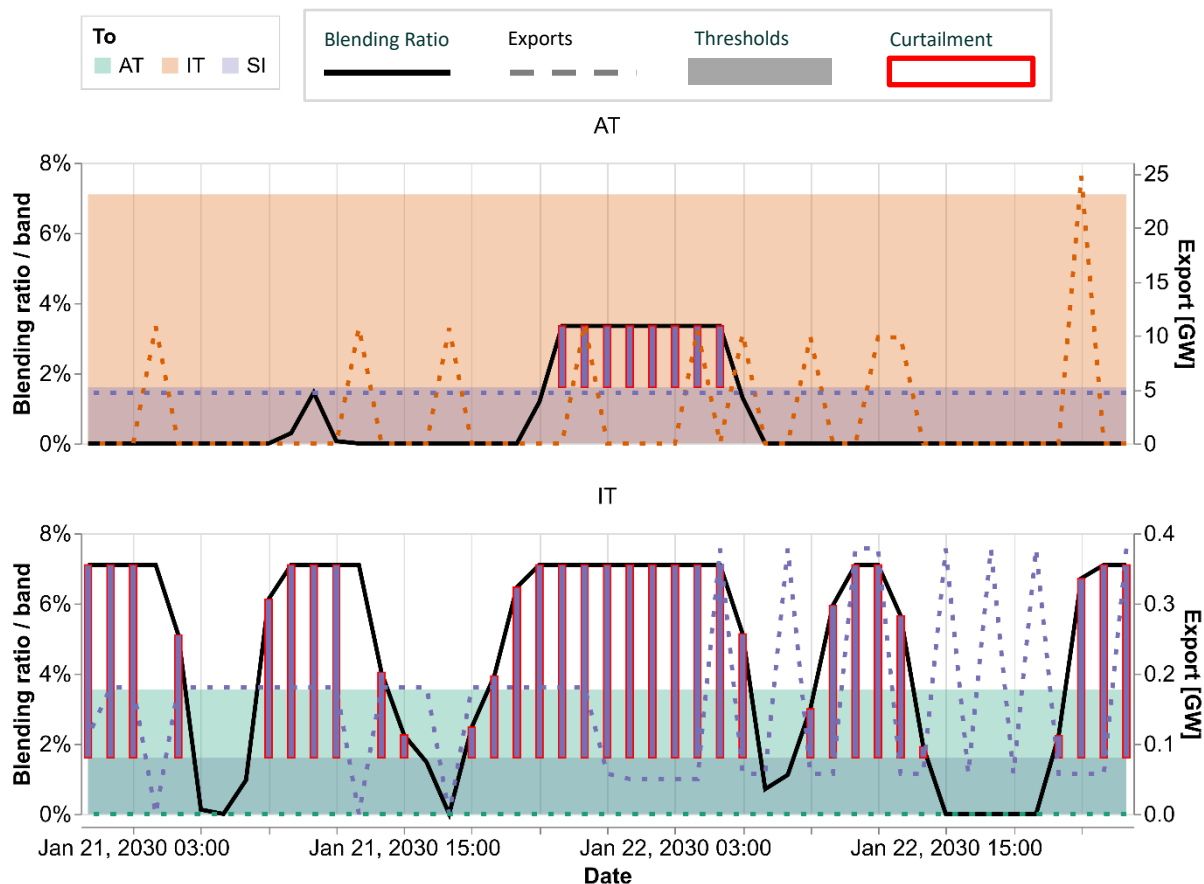 To
AT IT SI
Blending Ratio Exports Thresholds Curtailment
AT
8%
6%
4%
2%
0%
Blending ratio / band
25
20
15
10
5
0
Export [GW]
IT
8%
6%
4%
2%
0%
Blending ratio / band
0.4
0.3
0.2
0.1
0.0
Export [GW]
Jan 21, 2030 03:00 Jan 21, 2030 15:00 Jan 22, 2030 03:00 Jan 22, 2030 15:00
Date